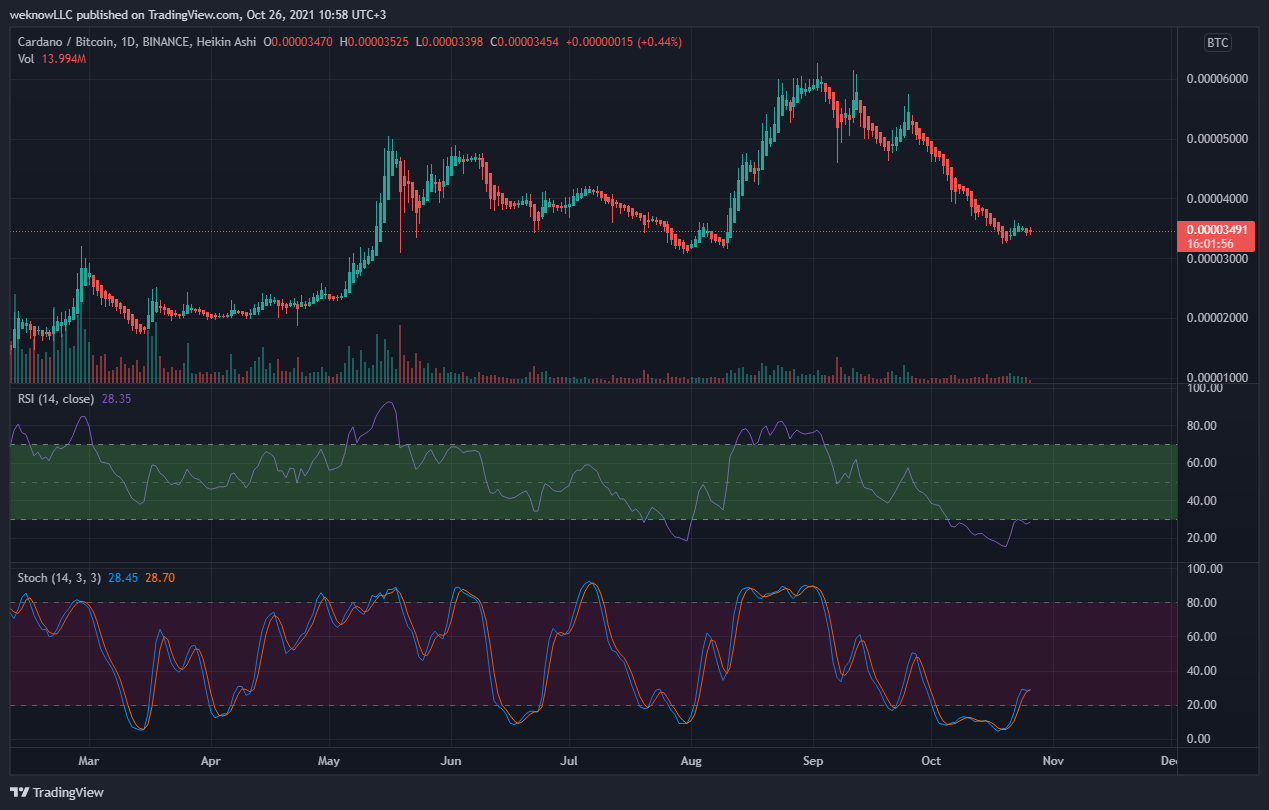 weknowLLC published on TradingView.com, Oct 26, 2021 10:58 UTC+3
Cardano / Bitcoin, 1D, BINANCE, Heikin Ashi O0.00003470 H0.00003525 L0.00003398 C0.00003454 +0.00000015 (+0.44%)
BTC
Vol 13.994M
0.00006000
0.00005000
0.00004000
0.00003491
16:01:56
0.00003000
0.00002000
0.00001000
RSI (14, close) 28.35
100.00
80.00
60.00
40.00
20.00
Stoch (14, 3, 3) 28.45 28.70
100.00
80.00
60.00
40.00
20.00
0.00
Mar Apr May Jun Jul Aug Sep Oct Nov De
TradingView